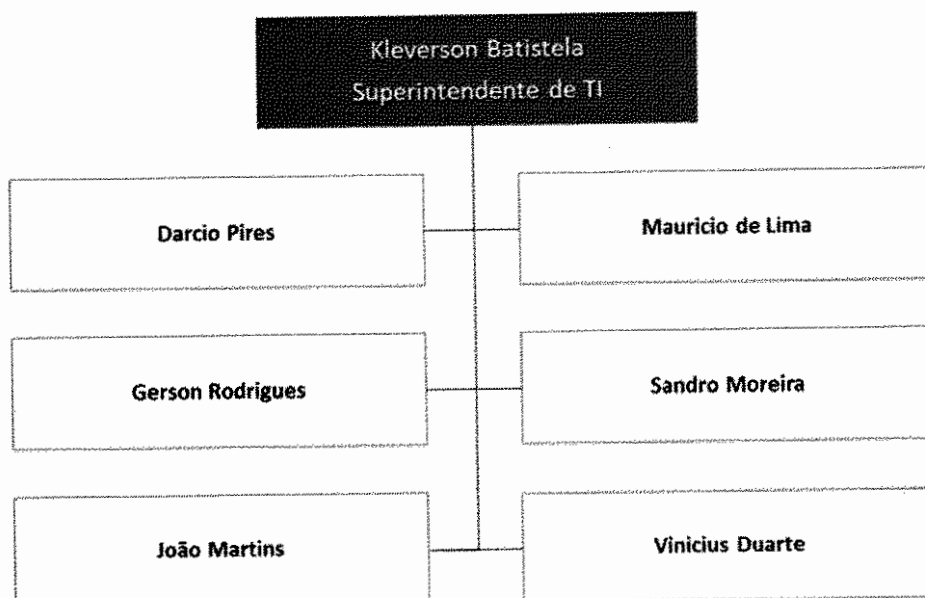 Kleverson Batistela
Superintendente de TI
Darcio Pires
Mauricio de Lima
Gerson Rodrigues
Sandro Moreira
João Martins
Vinicius Duarte